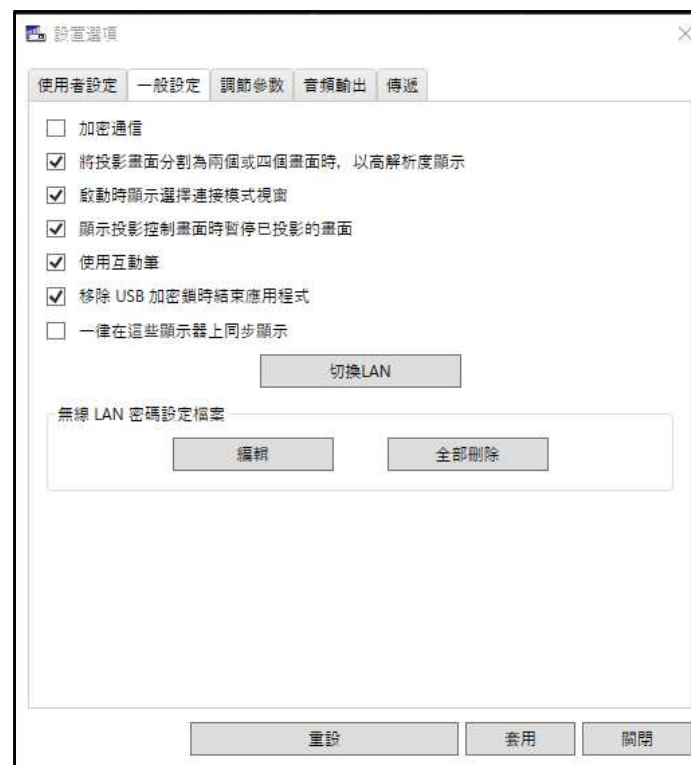 設置選項
使用者設定 一般設定 調節參數 音頻輸出 傳遞
加密通信
將投影畫面分割為兩個或四個畫面時，以高解析度顯示
啟動時顯示選擇連接模式視窗
顯示投影控制畫面時暫停已投影的畫面
使用互動筆
移除 USB 加密鎖時結束應用程式
一律在這些顯示器上同步顯示
切換LAN
無線 LAN 密碼設定檔案
編輯 全部刪除
重設 套用 關閉